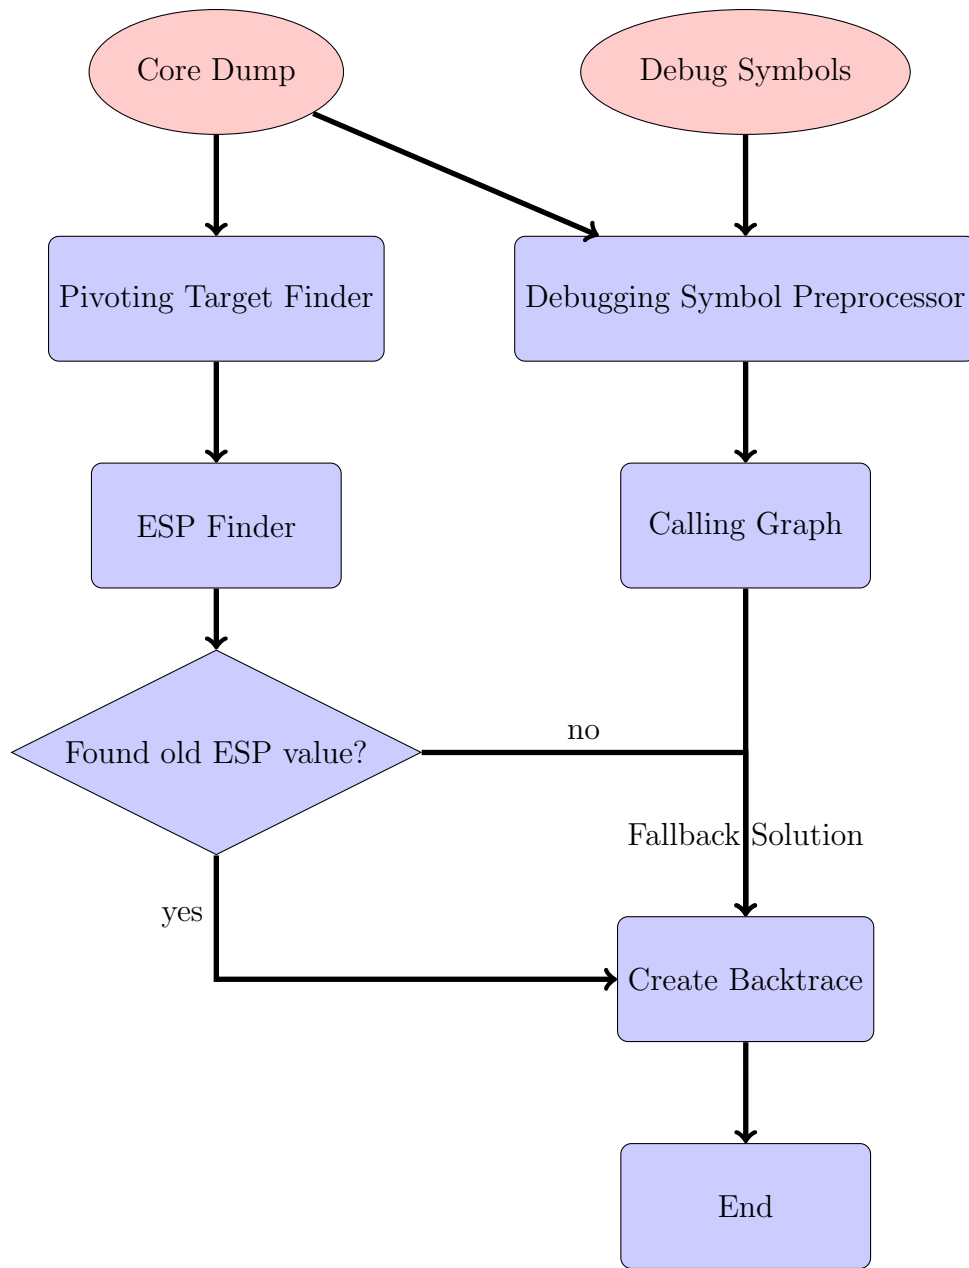 Core Dump
Debug Symbols
Pivoting Target Finder
Debugging Symbol Preprocessor
ESP Finder
Calling Graph
Found old ESP value?
no
Fallback Solution
yes
Create Backtrace
End